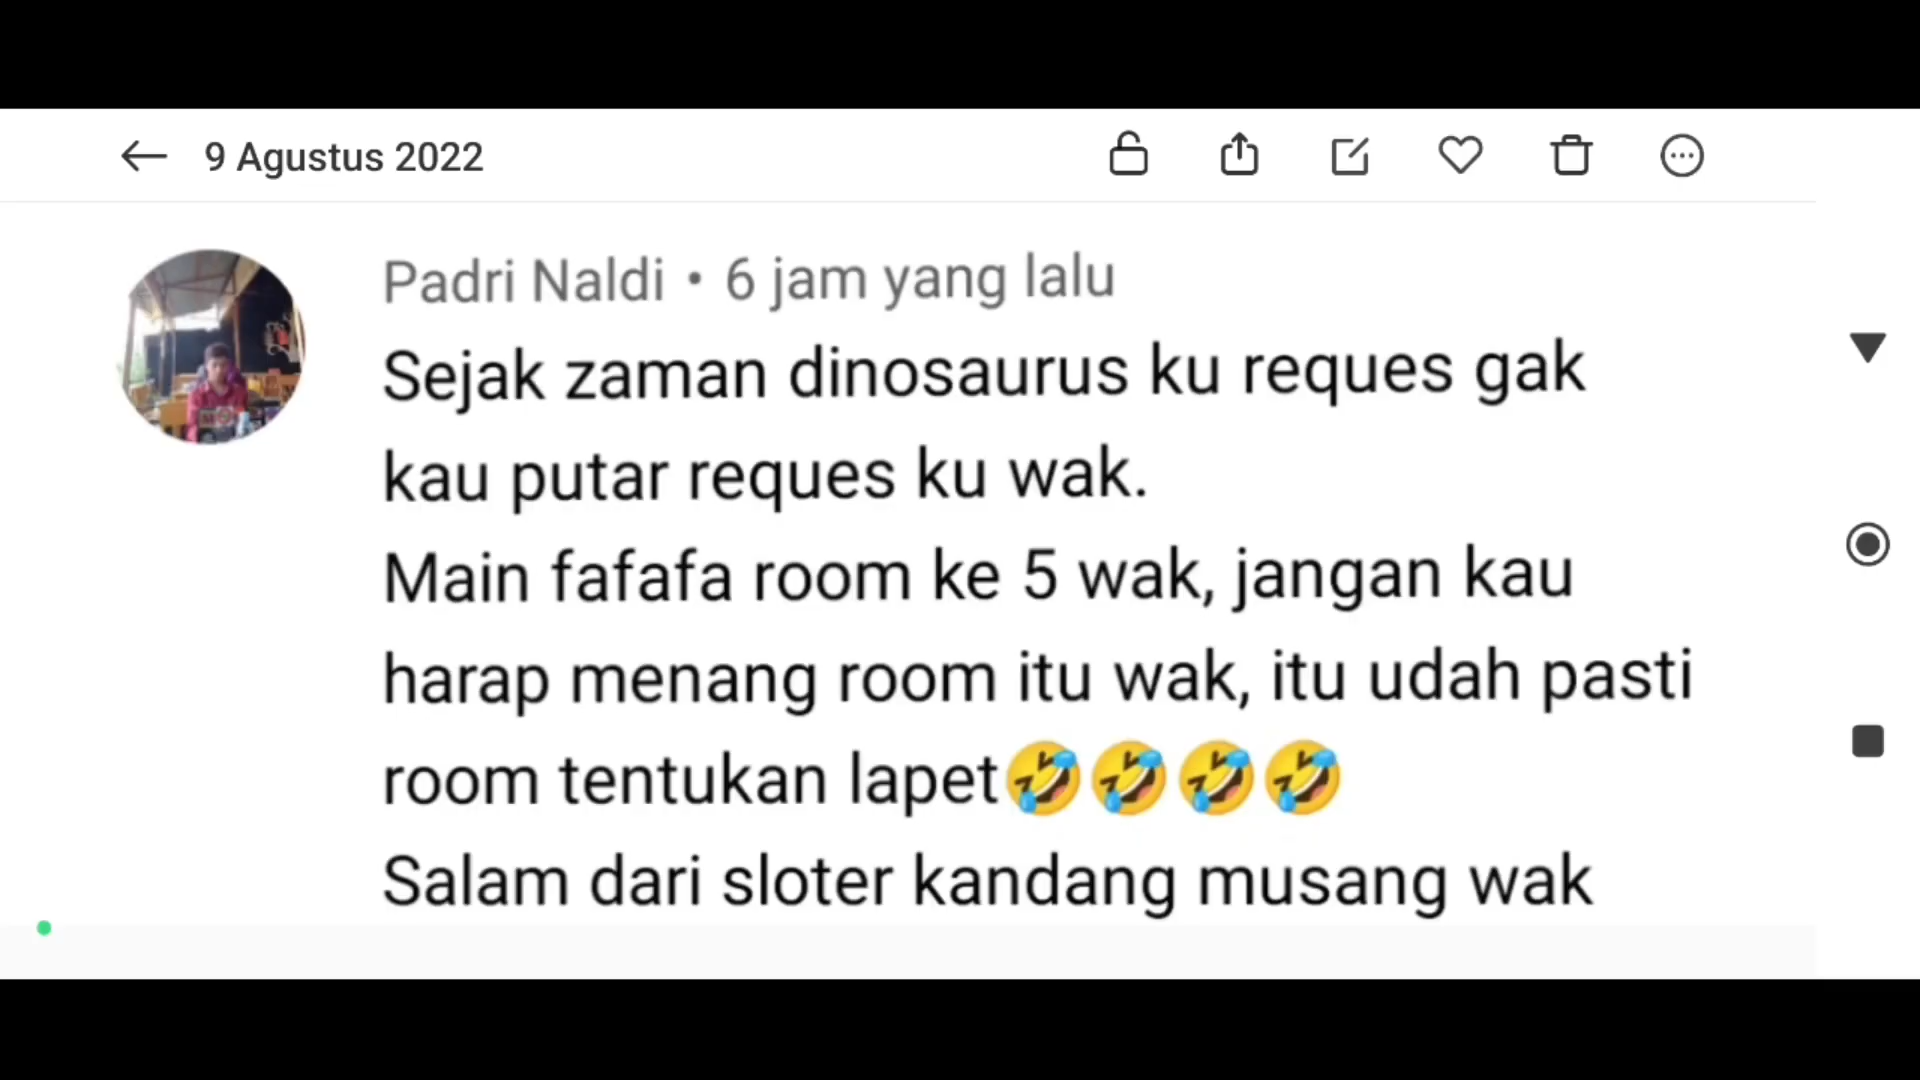 9 Agustus 2022
Padri Naldi • 6 jam yang lalu
Sejak zaman dinosaurus ku reques gak
kau putar reques ku wak.
Main fafafa room ke 5 wak, jangan kau
harap menang room itu wak, itu udah pasti
room tentukan lapet🤣🤣🤣🤣
Salam dari sloter kandang musang wak